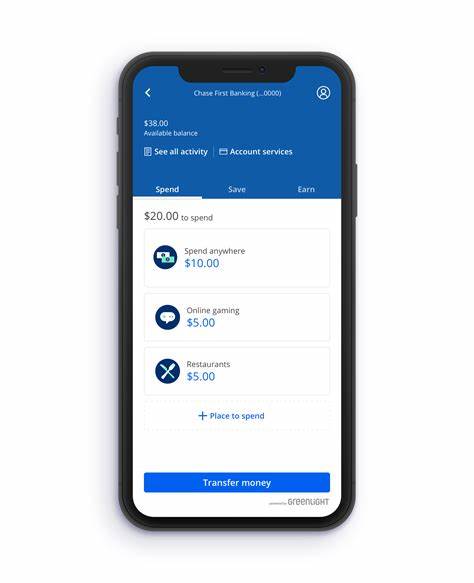 Chase First Banking (...0000)
$38.00
Available balance
See all activity
Account services
Spend
Save
Earn
$20.00 to spend
Spend anywhere
$10.00
Online gaming
$5.00
Restaurants
$5.00
Place to spend
Transfer money
powered by GREENLIGHT